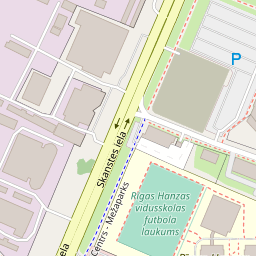 P
Skanstes iela
Rīgas Hanzas
vidusskolas
futbola
laukums
Centrs - Mežaparks
iela